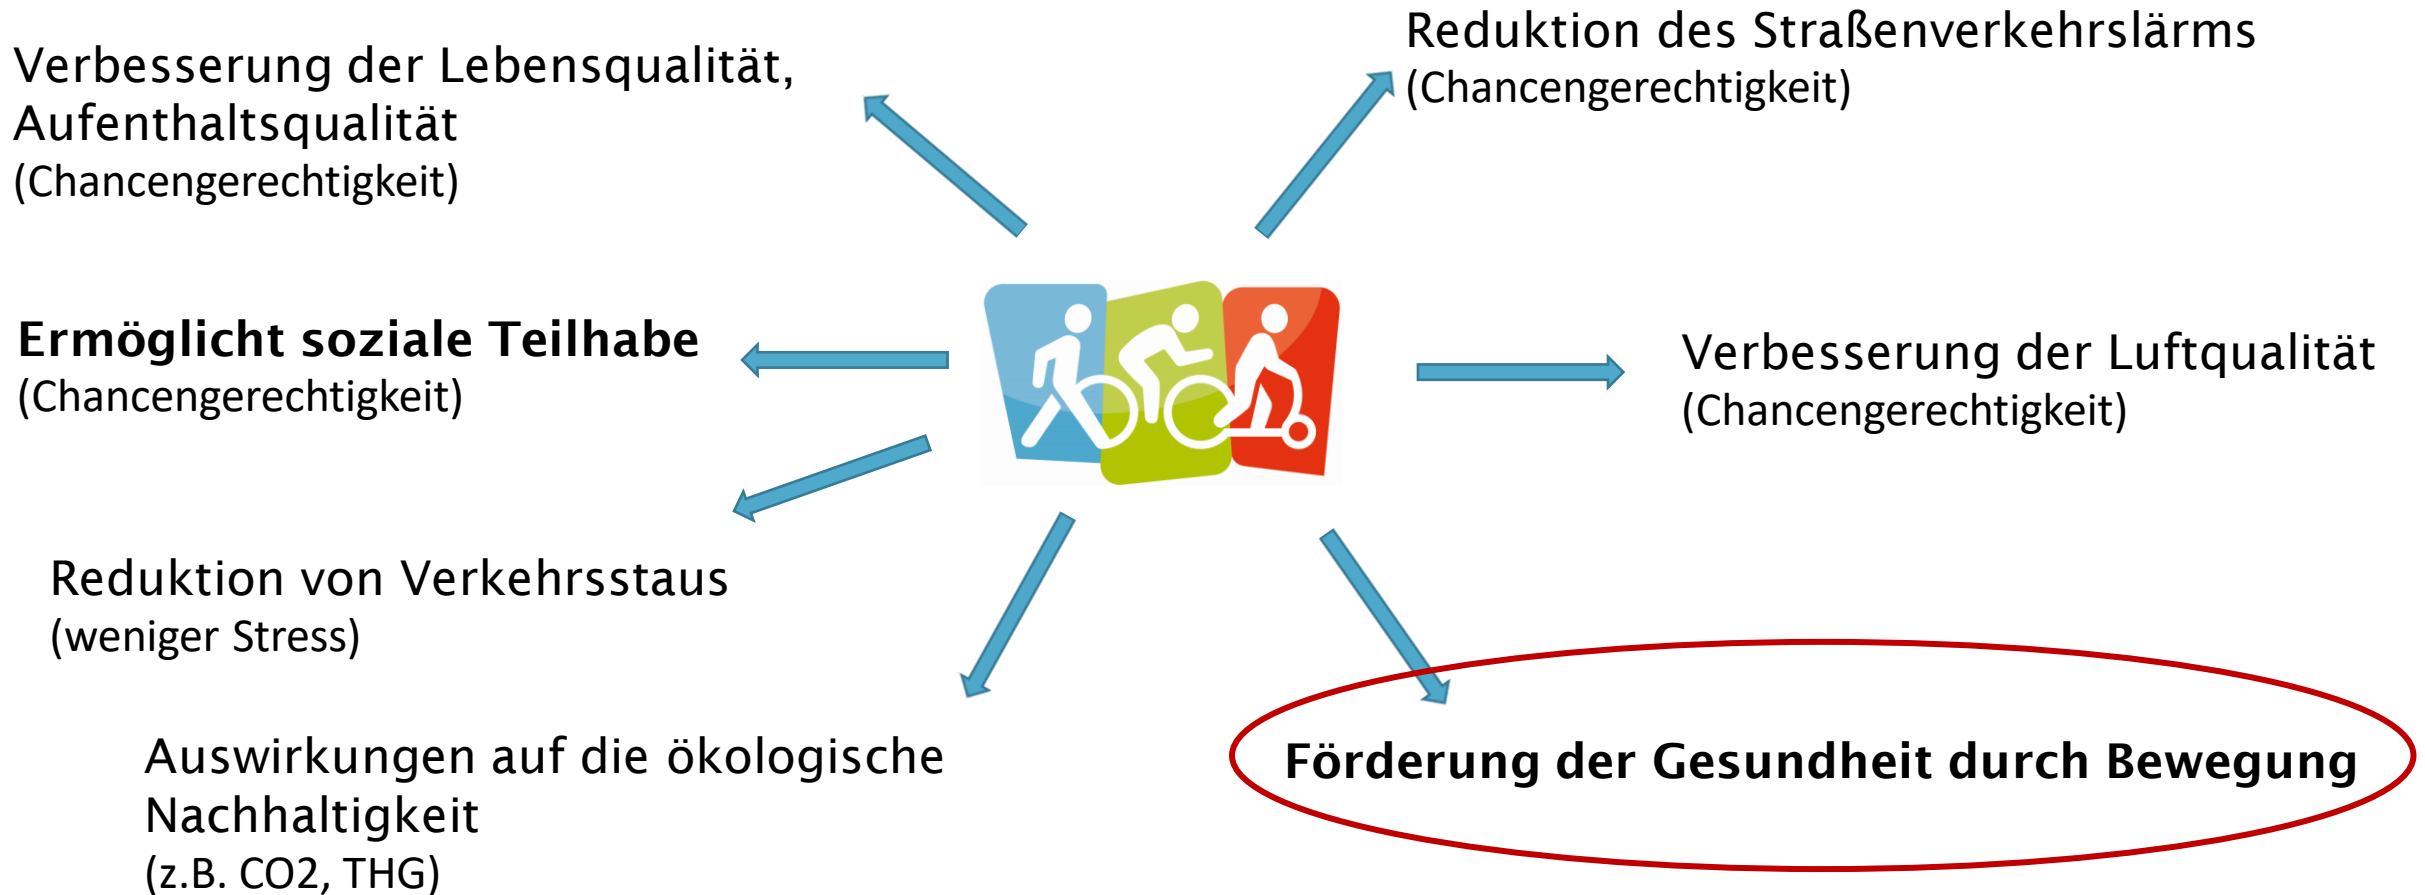 Verbesserung der Lebensqualität,
Aufenthaltsqualität
(Chancengerechtigkeit)
Reduktion des Straßenverkehrslärms
(Chancengerechtigkeit)
Ermöglicht soziale Teilhabe
(Chancengerechtigkeit)
Verbesserung der Luftqualität
(Chancengerechtigkeit)
Reduktion von Verkehrsstaus
(weniger Stress)
Auswirkungen auf die ökologische
Nachhaltigkeit
(z.B. CO2, THG)
Förderung der Gesundheit durch Bewegung